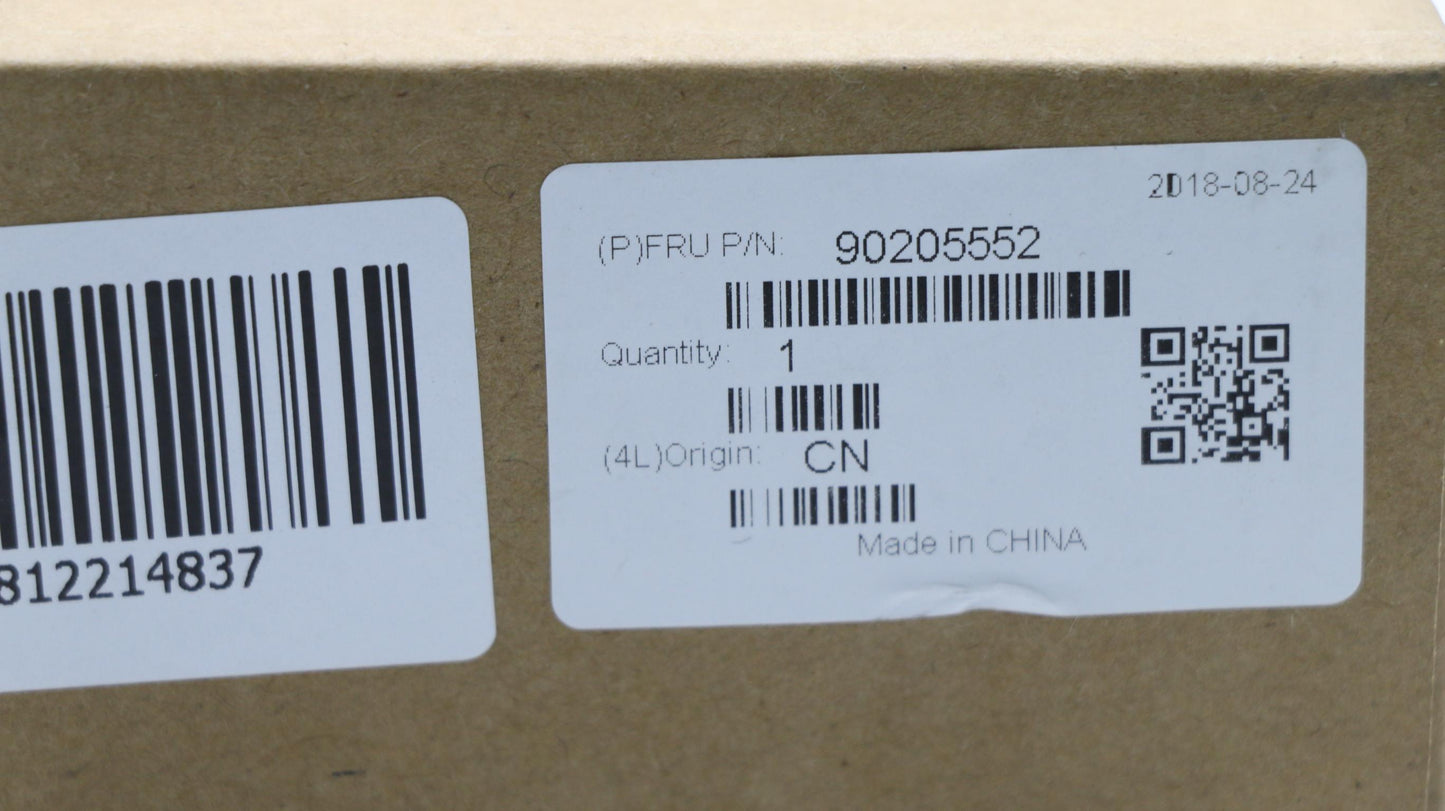 2018-08-24
(P)FRU P/N: 90205552
Quantity: 1
(4L)Origin: CN
Made in CHINA
812214837